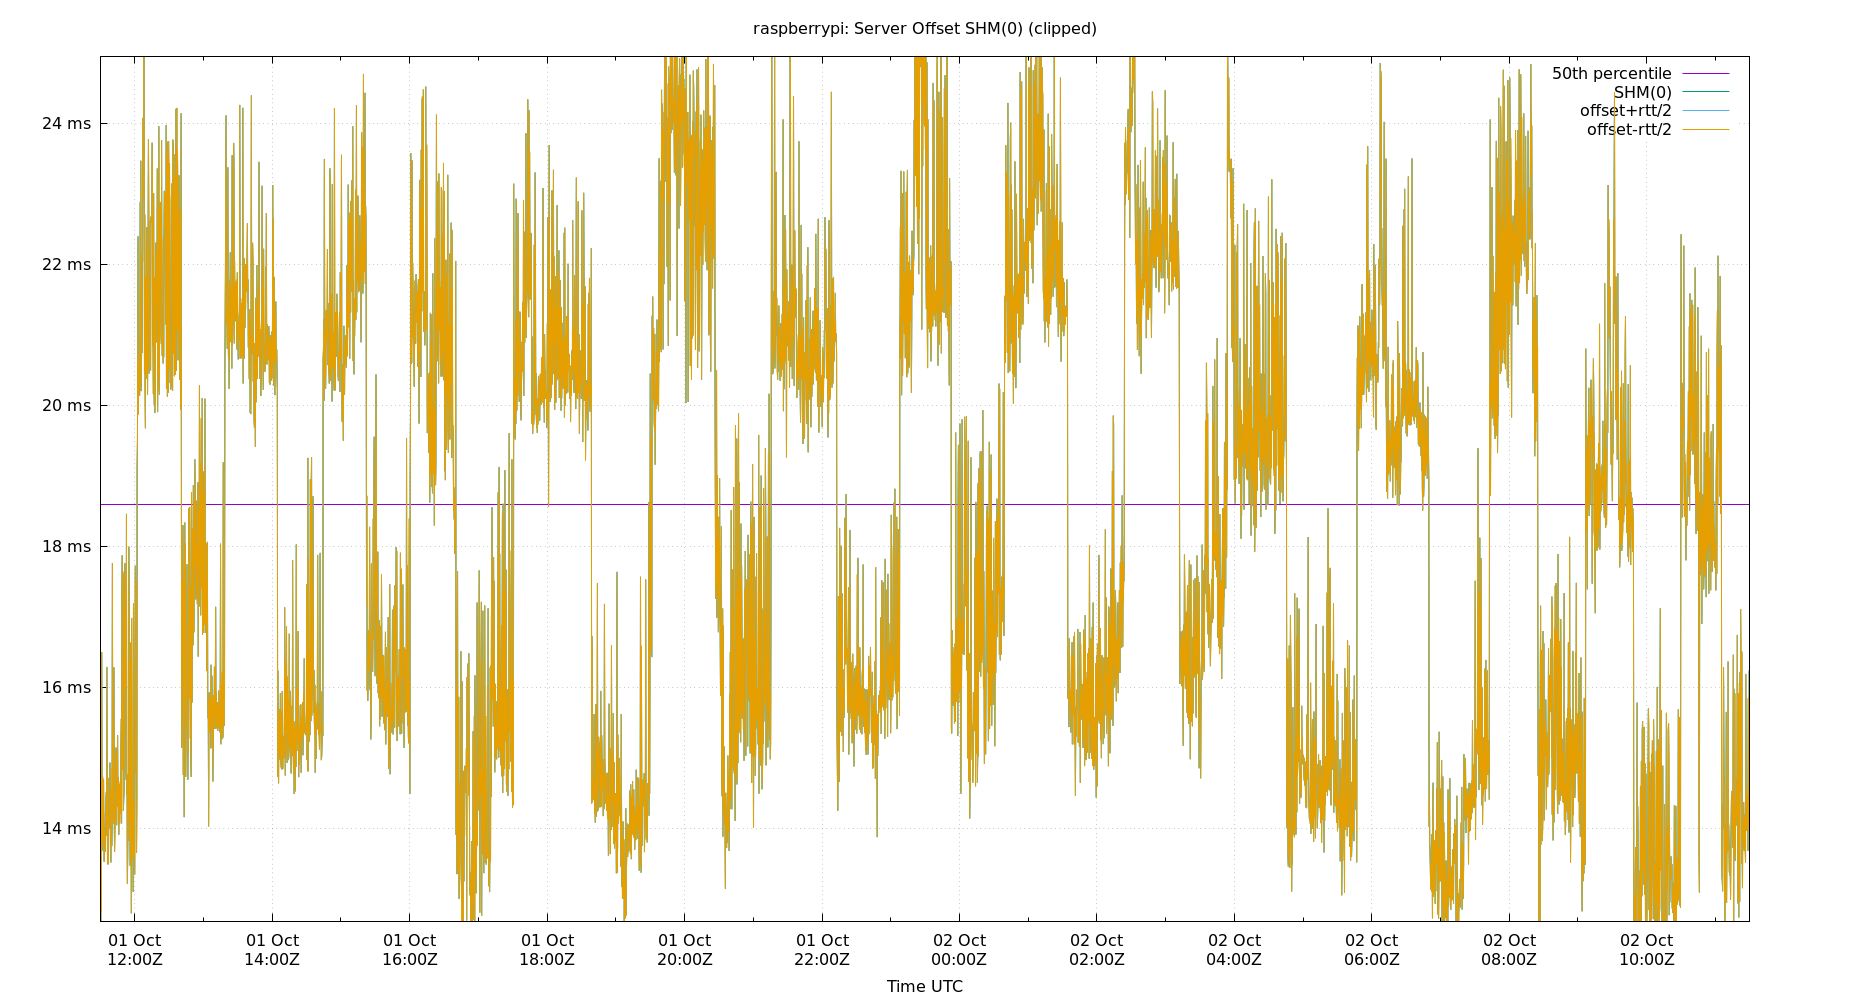 raspberrypi: Server Offset SHM(0) (clipped)
50th percentile
SHM(0)
offset+rtt/2
offset-rtt/2
24 ms
22 ms
20 ms
18 ms
16 ms
14 ms
01 Oct 01 Oct 01 Oct 01 Oct 01 Oct 01 Oct 02 Oct 02 Oct 02 Oct 02 Oct 02 Oct 02 Oct
12:00Z 14:00Z 16:00Z 18:00Z 20:00Z 22:00Z 00:00Z 02:00Z 04:00Z 06:00Z 08:00Z 10:00Z
Time UTC